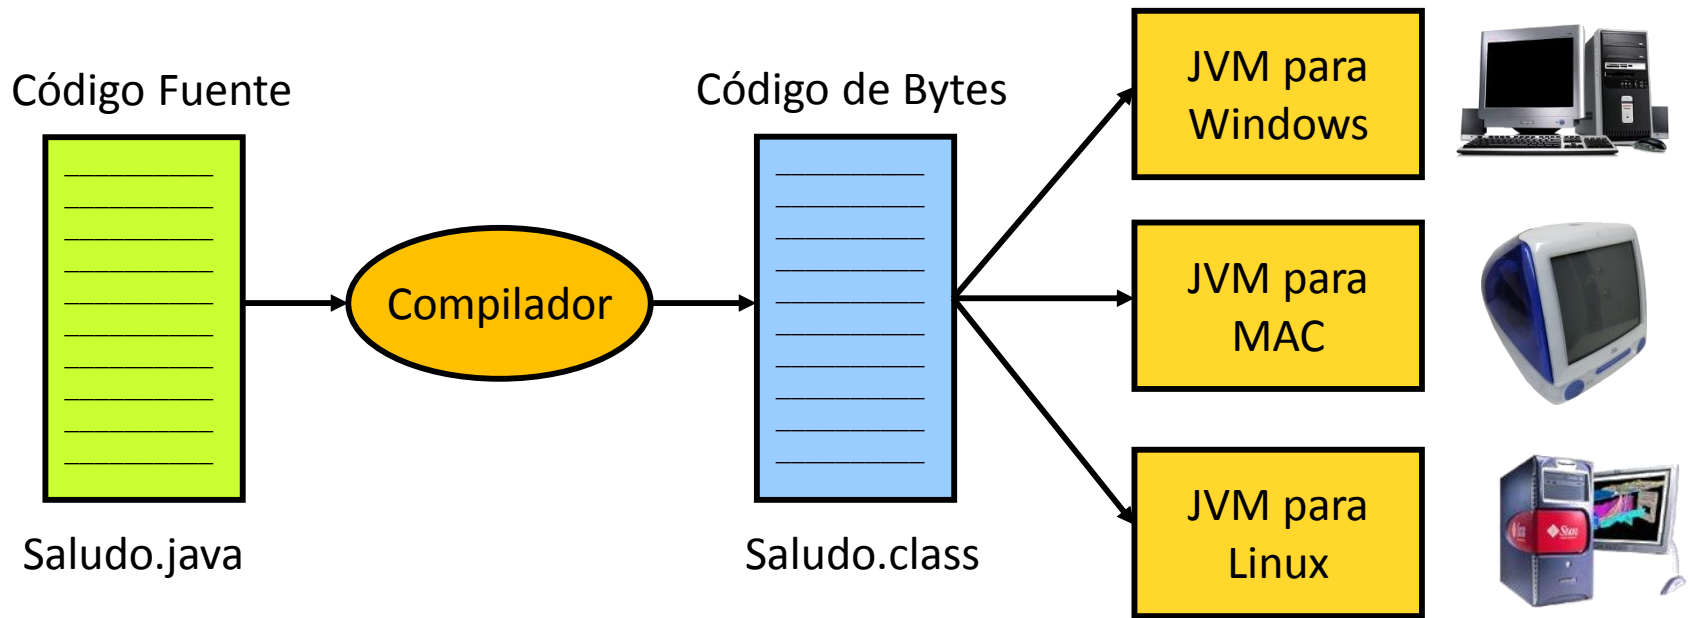 Código Fuente
Saludo.java
Compilador
Código de Bytes
Saludo.class
JVM para
Windows
JVM para
MAC
JVM para
Linux
Sun